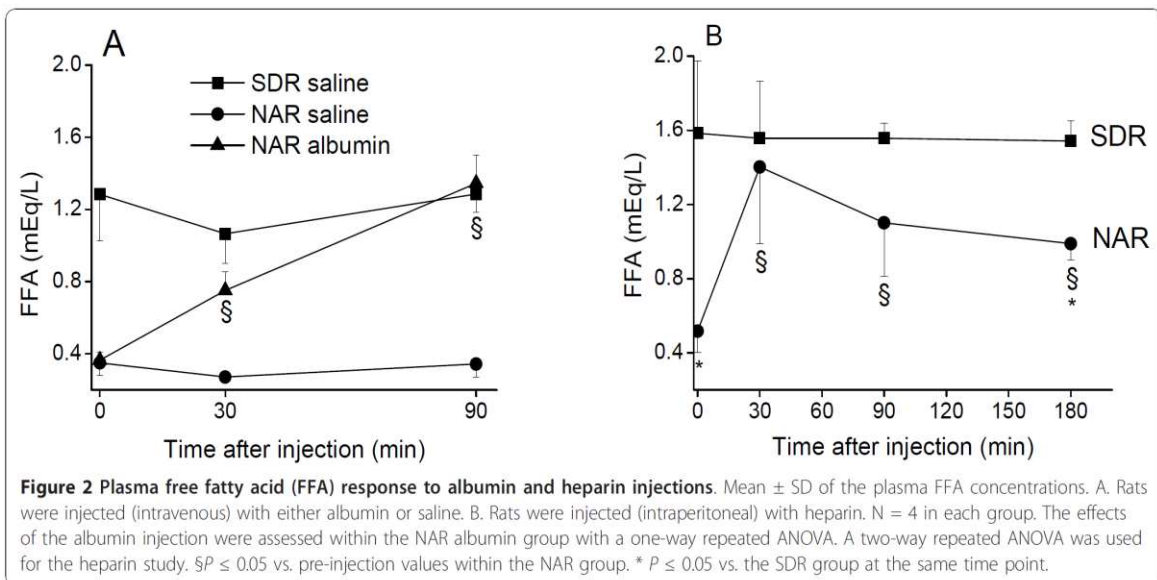 A
2.0
1.6
1.2
0.8
0.4
FFA (mEq/L)
SDR saline
NAR saline
NAR albumin
§
§
0
30
90
Time after injection (min)
B
2.0
1.6
1.2
0.8
0.4
FFA (mEq/L)
SDR
NAR
§
§
§
*
*
0
30
60
90
120
150
180
Time after injection (min)
Figure 2 Plasma free fatty acid (FFA) response to albumin and heparin injections. Mean ± SD of the plasma FFA concentrations. A. Rats
were injected (intravenous) with either albumin or saline. B. Rats were injected (intraperitoneal) with heparin. N = 4 in each group. The effects
of the albumin injection were assessed within the NAR albumin group with a one-way repeated ANOVA. A two-way repeated ANOVA was used
for the heparin study. §P ≤ 0.05 vs. pre-injection values within the NAR group. * P ≤ 0.05 vs. the SDR group at the same time point.